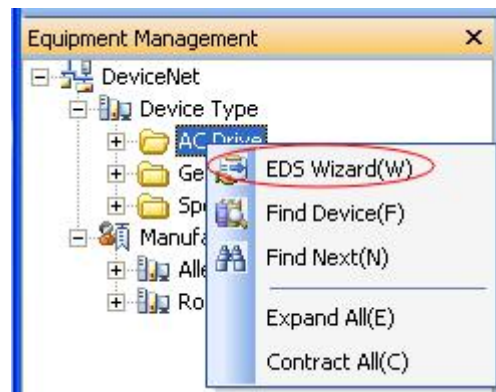 Equipment Management
DeviceNet
Device Type
AC Drive
EDS Wizard(W)
Find Device(F)
Find Next(N)
Expand All(E)
Contract All(C)